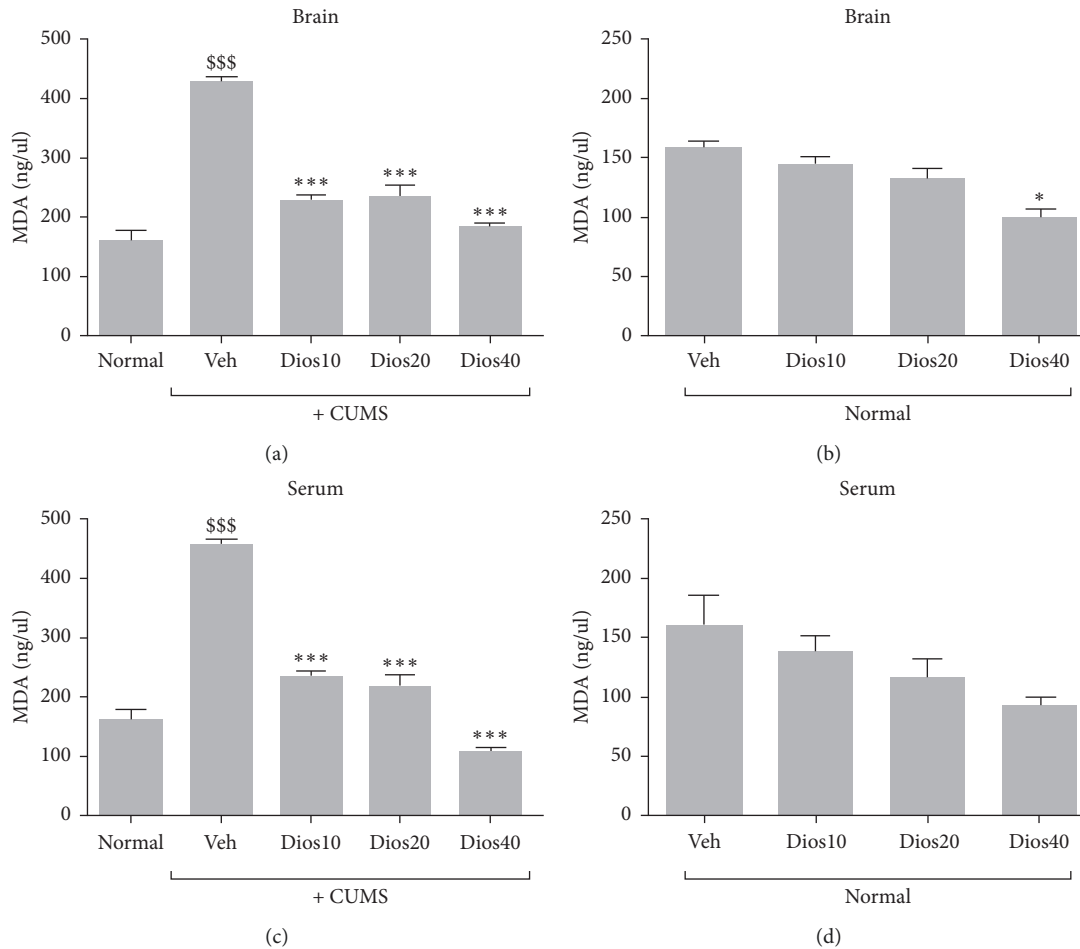 Brain
MDA (ng/ul)
500
400
300
200
100
0
$$$
***
***
***
Normal
Veh
Dios10
Dios20
Dios40
+ CUMS
(a)
Brain
MDA (ng/ul)
250
200
150
100
50
0
*
Veh
Dios10
Dios20
Dios40
Normal
(b)
Serum
MDA (ng/ul)
500
400
300
200
100
0
$$$
***
***
***
Normal
Veh
Dios10
Dios20
Dios40
+ CUMS
(c)
Serum
MDA (ng/ul)
250
200
150
100
50
0
Veh
Dios10
Dios20
Dios40
Normal
(d)